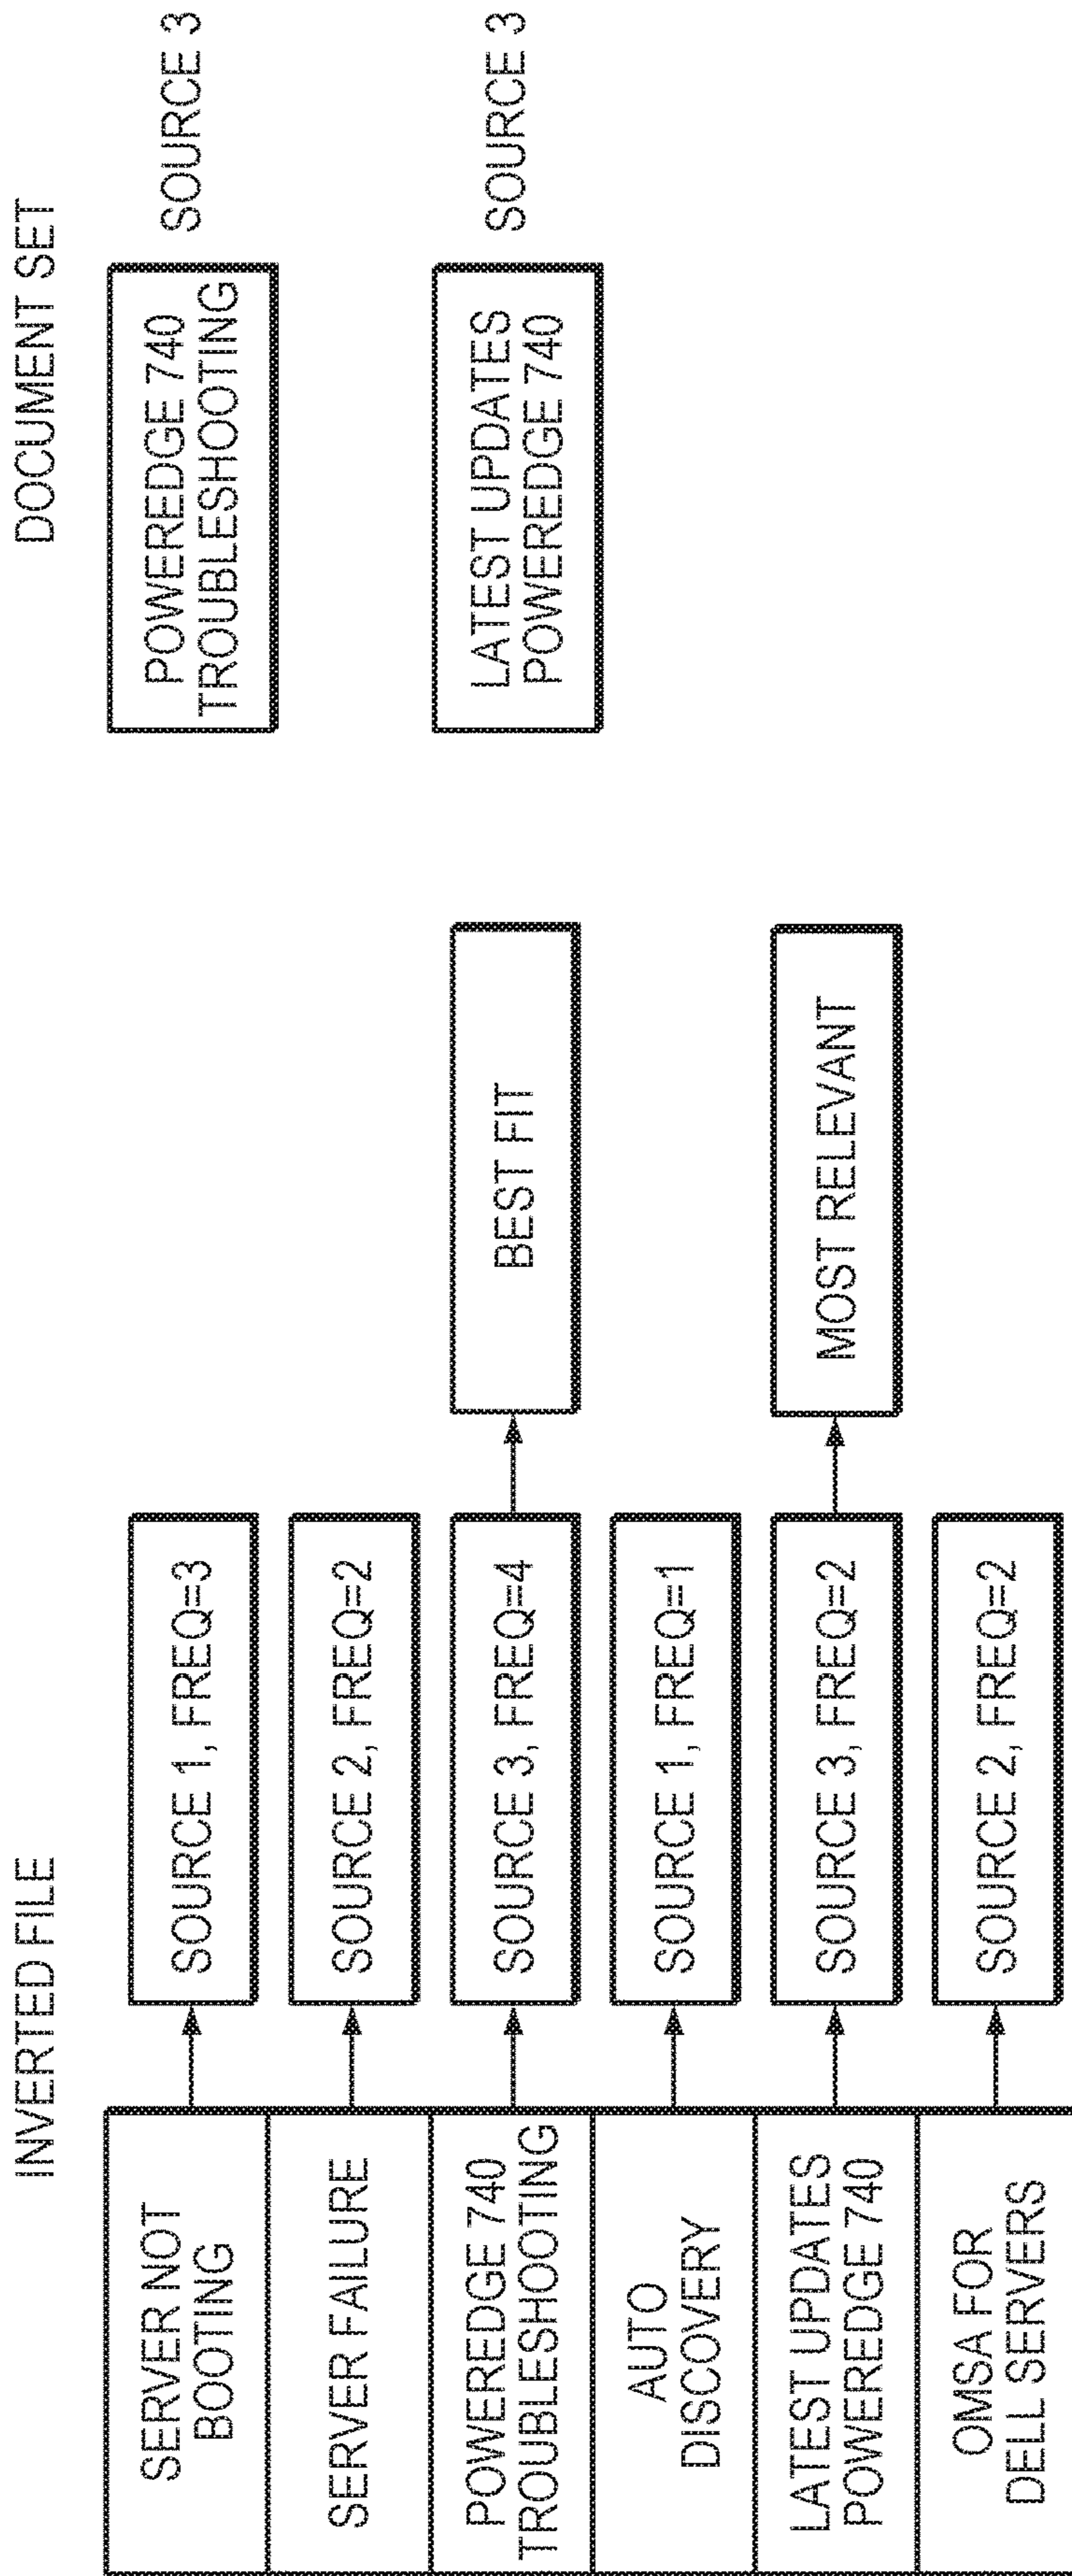 INVERTED FILE
SERVER NOT
BOOTING
SOURCE 1, FREQ=3
SERVER FAILURE
SOURCE 2, FREQ=2
POWEREDGE 740
TROUBLESHOOTING
SOURCE 3, FREQ=4
BEST FIT
AUTO
DISCOVERY
SOURCE 1, FREQ=1
LATEST UPDATES
POWEREDGE 740
SOURCE 3, FREQ=2
MOST RELEVANT
OMSA FOR
DELL SERVERS
SOURCE 2, FREQ=2
DOCUMENT SET
POWEREDGE 740
TROUBLESHOOTING
SOURCE 3
LATEST UPDATES
POWEREDGE 740
SOURCE 3